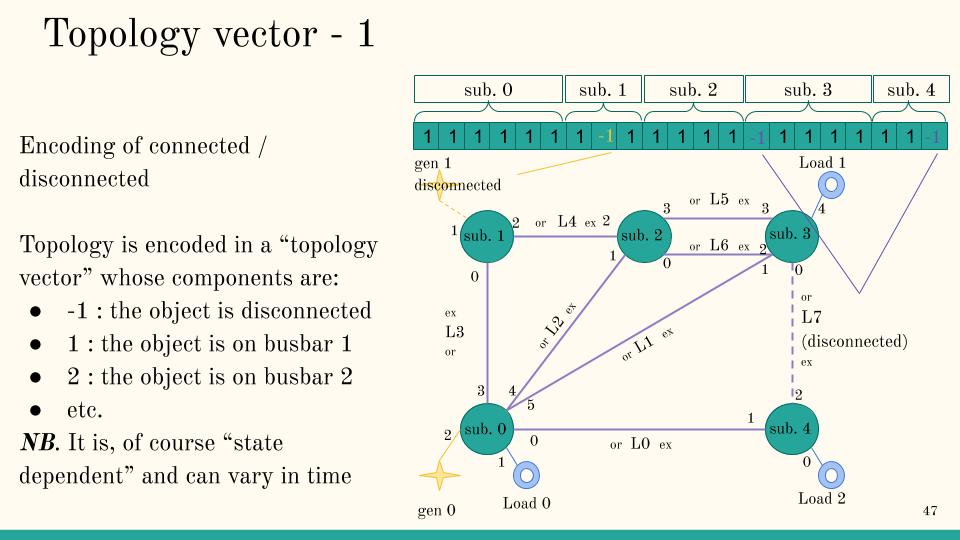 Topology vector - 1
Encoding of connected /
disconnected
Topology is encoded in a “topology
vector” whose components are:
● -1 : the object is disconnected
● 1 : the object is on busbar 1
● 2 : the object is on busbar 2
● etc.
NB. It is, of course “state
dependent” and can vary in time
sub. 0 sub. 1 sub. 2 sub. 3 sub. 4
1 1 1 1 1 1 1 -1 1 1 1 1 1 -1 1 1 1 1 1 1 -1
gen 1
disconnected
Load 1
or L5 ex
3 3 4
2 or L4 ex 2
1 sub. 1 sub. 2 sub. 3
or L6 ex 2
1 0 1 0
0
ex
L3
or
or L2 ex
or L1 ex
or
L7
(disconnected)
ex
3 4 5
2
1
sub. 0 sub. 4
2 0
or L0 ex
1 0
Load 0
Load 2
gen 0
47